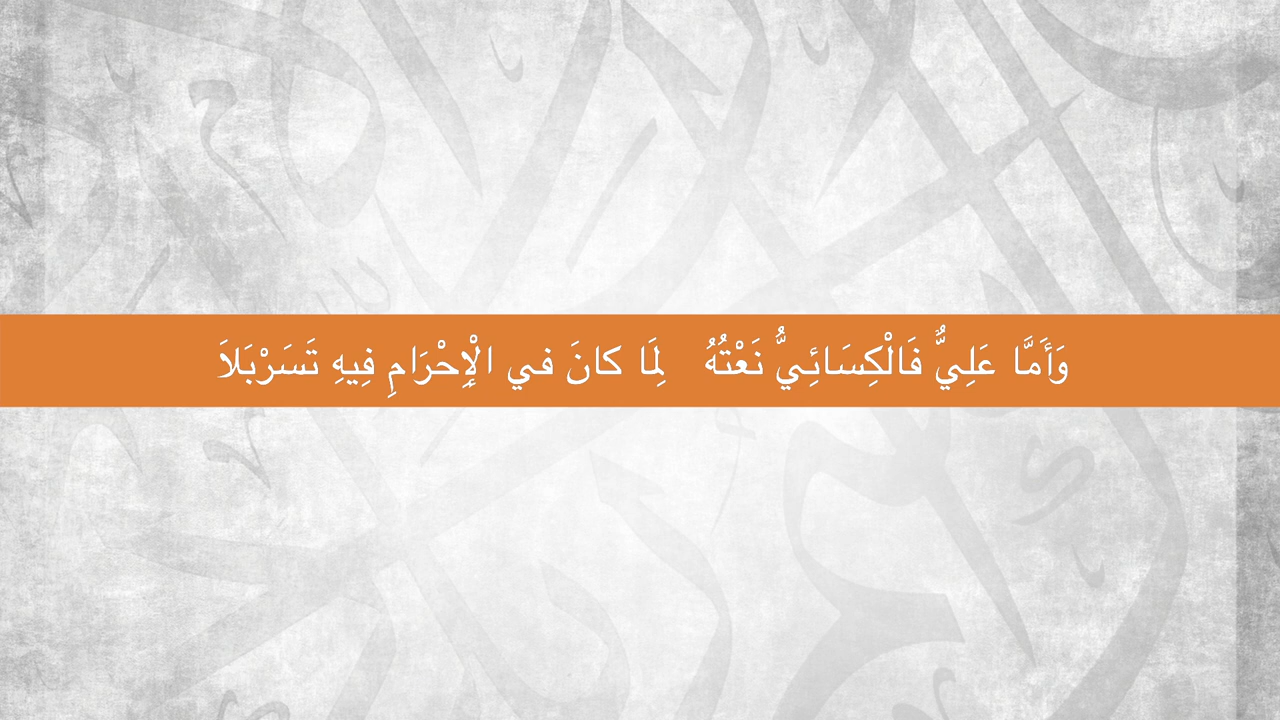 وَأَمَّا عَلِيٌّ فَالْكِسَائِيُّ نَعْتُهُ لِمَا كانَ في الْإِحْرَامِ فِيهِ تَسَرْبَلاَ